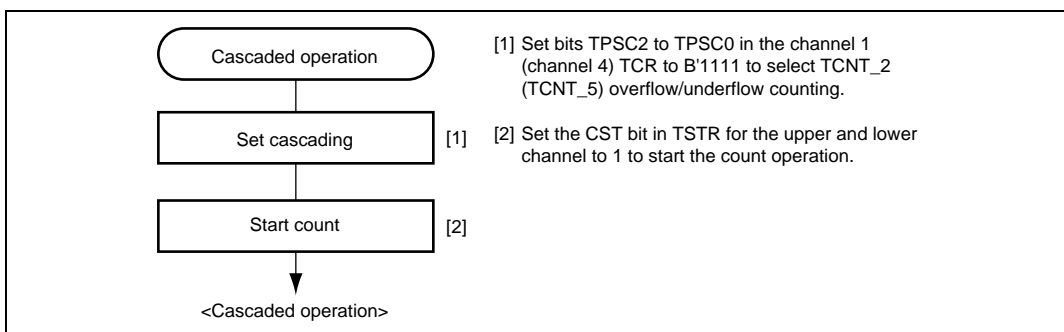 Cascaded operation
Set cascading
[1]
Start count
[2]
<Cascaded operation>
[1] Set bits TPSC2 to TPSC0 in the channel 1
(channel 4) TCR to B'1111 to select TCNT_2
(TCNT_5) overflow/underflow counting.
[2] Set the CST bit in TSTR for the upper and lower
channel to 1 to start the count operation.